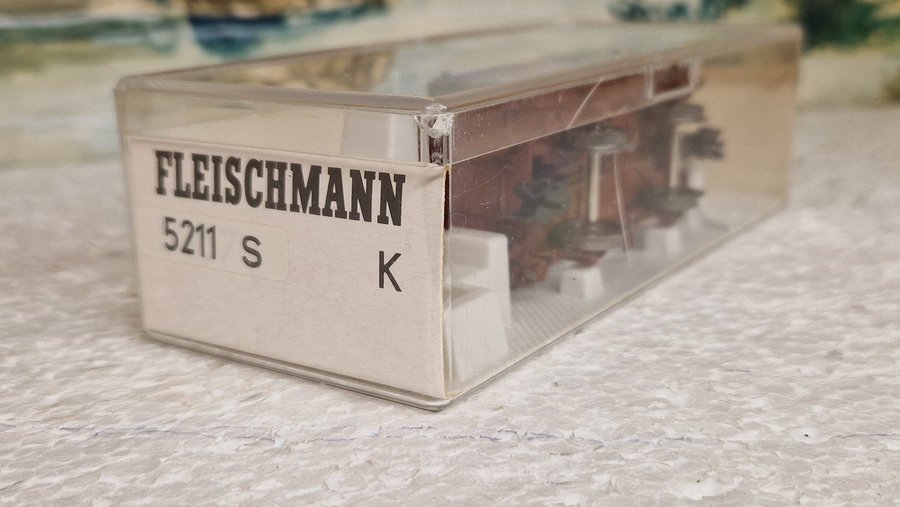 FLEISCHMANN
5211 S
K